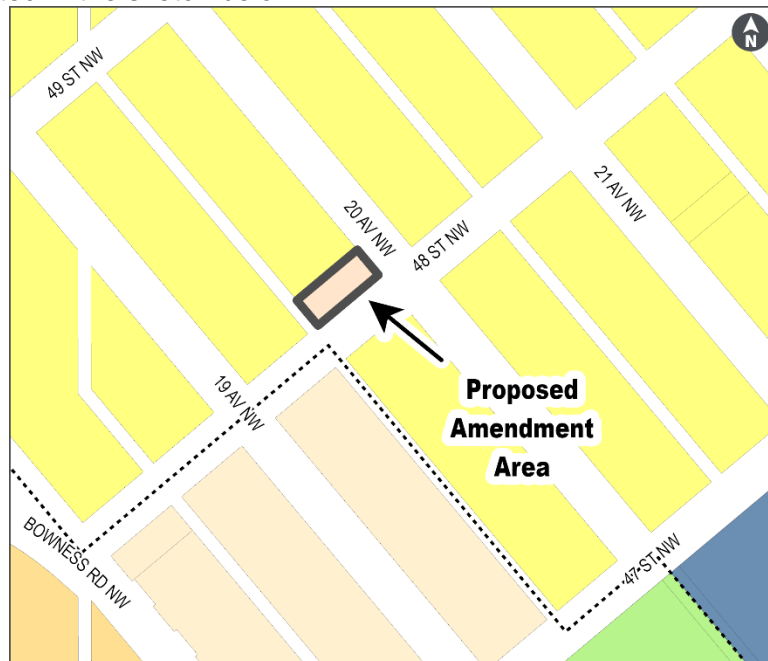 49 ST NW
N
21 AV NW
20 AV NW
48 ST NW
19 AV NW
Proposed
Amendment
Area
BOWNESS RD NW
47 ST NW